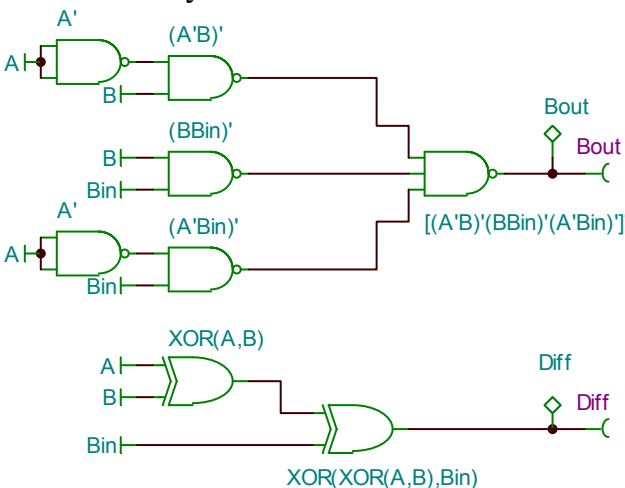 A'
(A'B)'
A
B
Bout
(BBin)'
Bout
B
Bin
A'
(A'Bin)'
[(A'B)'(BBin)'(A'Bin)']
A
Bin
XOR(A,B)
Diff
A
B
Diff
Bin
XOR(XOR(A,B),Bin)